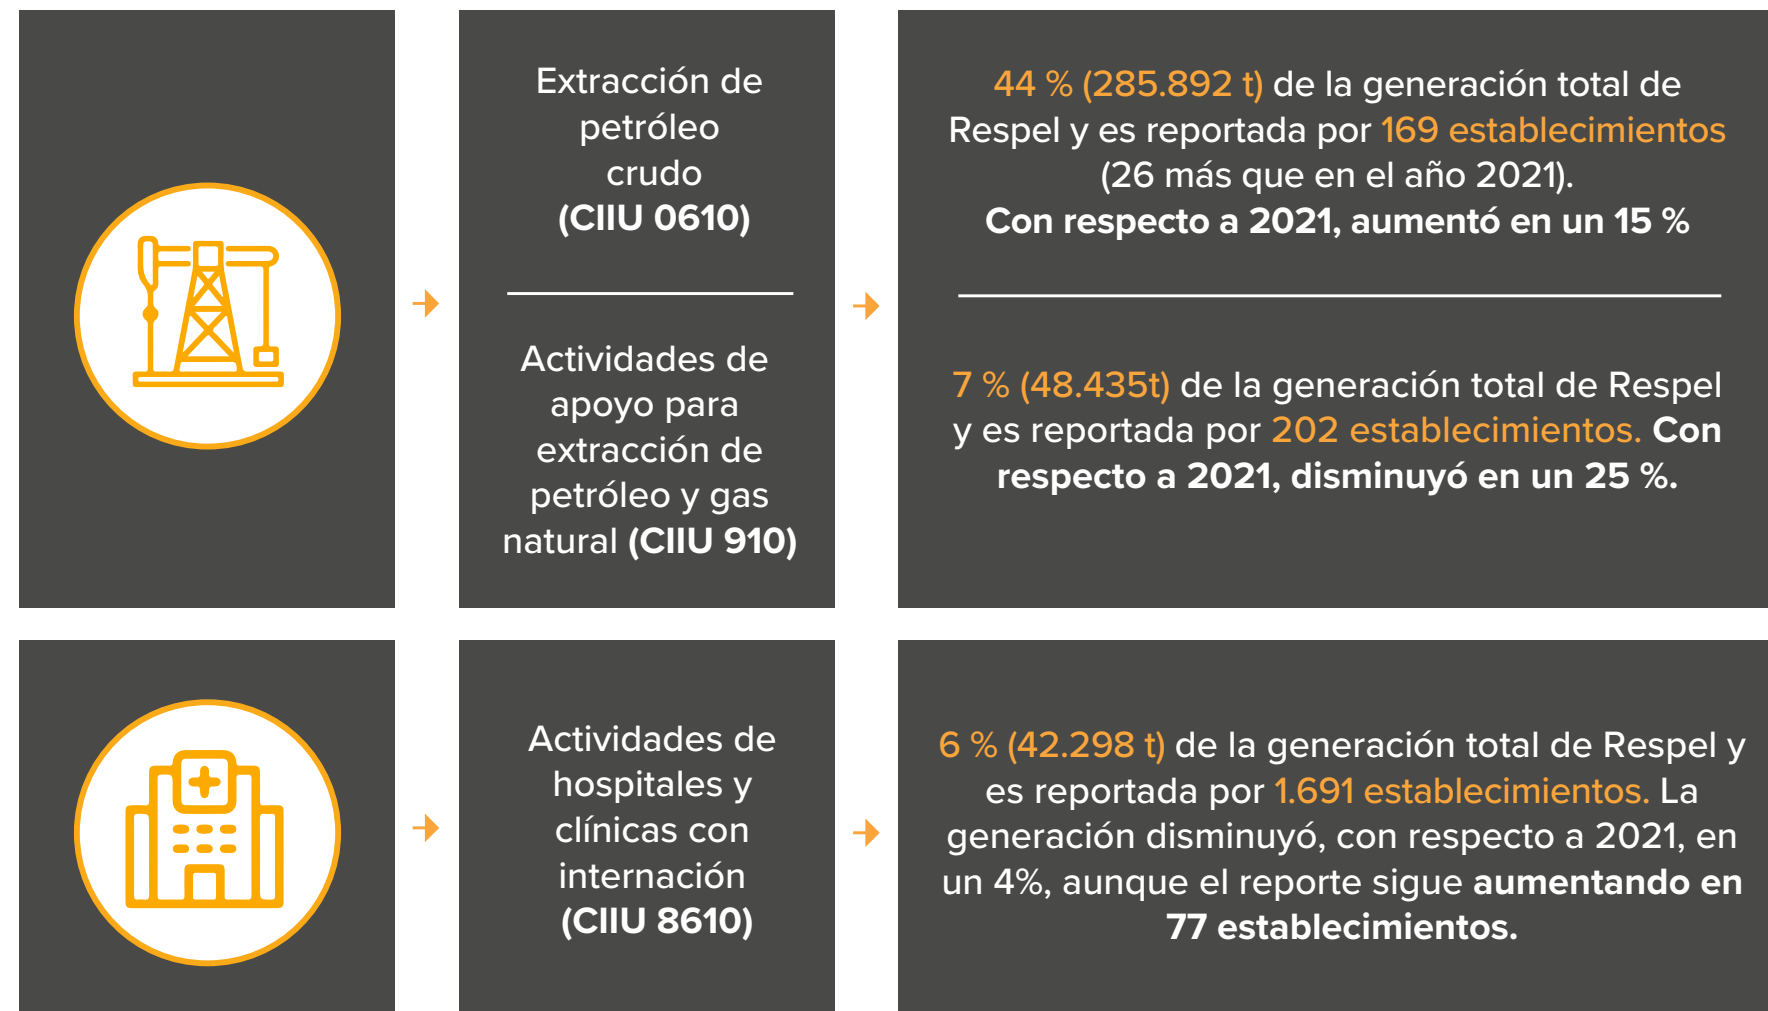 Extracción de
petróleo
crudo
(CIIU 0610)
44 % (285.892 t) de la generación total de
Respel y es reportada por 169 establecimientos
(26 más que en el año 2021).
Con respecto a 2021, aumentó en un 15 %
Actividades de
apoyo para
extracción de
petróleo y gas
natural (CIIU 910)
7 % (48.435t) de la generación total de Respel
y es reportada por 202 establecimientos. Con
respecto a 2021, disminuyó en un 25 %.
Actividades de
hospitales y
clínicas con
internación
(CIIU 8610)
6 % (42.298 t) de la generación total de Respel y
es reportada por 1.691 establecimientos. La
generación disminuyó, con respecto a 2021, en
un 4%, aunque el reporte sigue aumentando en
77 establecimientos.